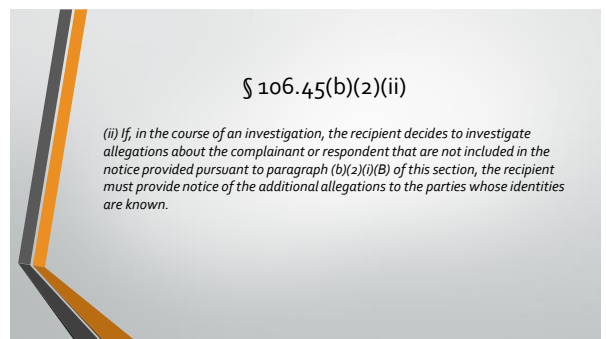 § 106.45(b)(2)(ii)
(ii) If, in the course of an investigation, the recipient decides to investigate
allegations about the complainant or respondent that are not included in the
notice provided pursuant to paragraph (b)(2)(i)(B) of this section, the recipient
must provide notice of the additional allegations to the parties whose identities
are known.